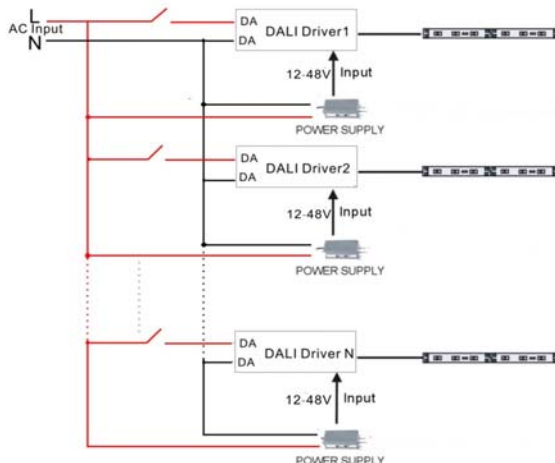 L
AC Input
N
DA
DA
DALI Driver1
12-48V
Input
POWER SUPPLY
DA
DA
DALI Driver2
12-48V
Input
POWER SUPPLY
DA
DA
DALI Driver N
12-48V
Input
POWER SUPPLY